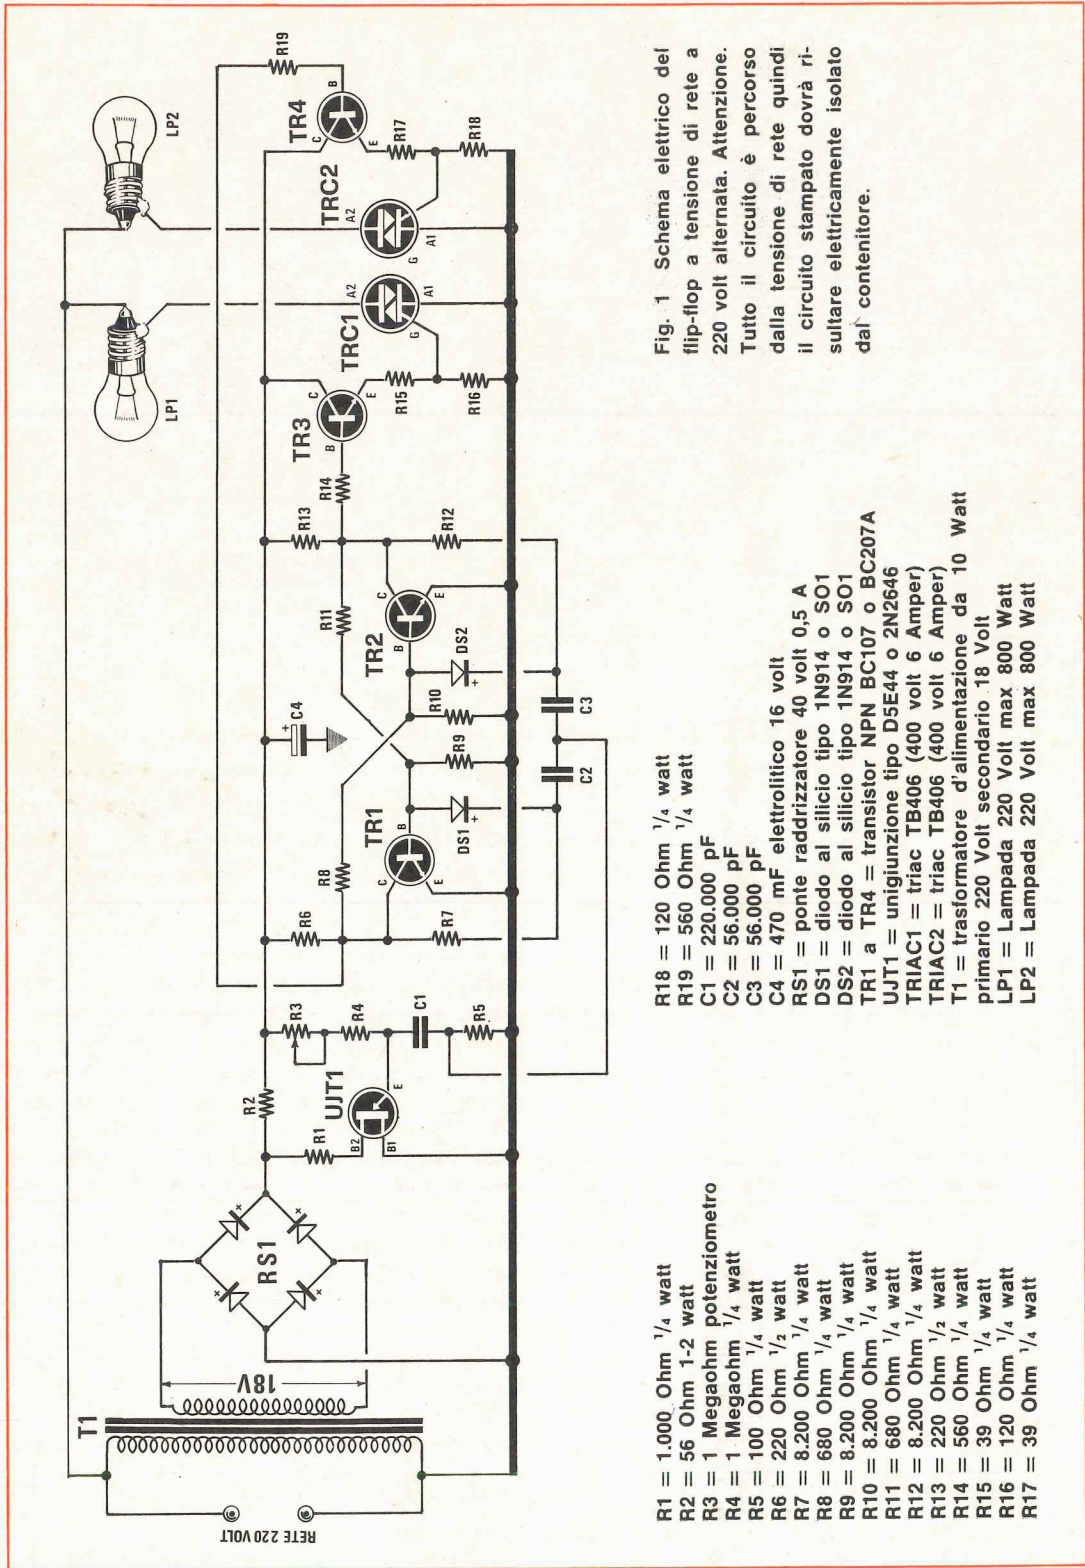 RETE 220 VOLT
T1
18V
RS1
R1
R2
B2
B1
UJT1
E
R3
R4
C1
R5
R6
R7
R8
C
E
TR1
B
DS1
R9
C4
C2
C3
R10
R11
B
TR2
C
E
DS2
R12
R13
R14
B
TR3
C
E
R15
R16
TRC1
A2
G
A1
TRC2
A2
G
A1
LP1
LP2
C
TR4
B
E
R17
R18
R19
R1 = 1.000 Ohm 1/4 watt
R2 = 56 Ohm 1-2 watt
R3 = 1 Megaohm potenziometro
R4 = 1 Megaohm 1/4 watt
R5 = 100 Ohm 1/4 watt
R6 = 220 Ohm 1/2 watt
R7 = 8.200 Ohm 1/4 watt
R8 = 680 Ohm 1/4 watt
R9 = 8.200 Ohm 1/4 watt
R10 = 8.200 Ohm 1/4 watt
R11 = 680 Ohm 1/4 watt
R12 = 8.200 Ohm 1/4 watt
R13 = 220 Ohm 1/2 watt
R14 = 560 Ohm 1/4 watt
R15 = 39 Ohm 1/4 watt
R16 = 120 Ohm 1/4 watt
R17 = 39 Ohm 1/4 watt
R18 = 120 Ohm 1/4 watt
R19 = 560 Ohm 1/4 watt
C1 = 220.000 pF
C2 = 56.000 pF
C3 = 56.000 pF
C4 = 470 mF elettrolitico 16 volt
RS1 = ponte raddrizzatore 40 volt 0,5 A
DS1 = diodo al silicio tipo 1N914 o SO1
DS2 = diodo al silicio tipo 1N914 o SO1
TR1 a TR4 = transistor NPN BC107 o BC207A
UJT1 = unigiunzione tipo D5E44 o 2N2646
TRIAC1 = triac TB406 (400 volt 6 Amper)
TRIAC2 = triac TB406 (400 volt 6 Amper)
T1 = trasformatore d'alimentazione da 10 Watt
primario 220 Volt secondario 18 Volt
LP1 = Lampada 220 Volt max 800 Watt
LP2 = Lampada 220 Volt max 800 Watt
Fig. 1 Schema elettrico del
flip-flop a tensione di rete a
220 volt alternata. Attenzione.
Tutto il circuito è percorso
dalla tensione di rete quindi
il circuito stampato dovrà ri-
sultare elettricamente isolato
dal contenitore.